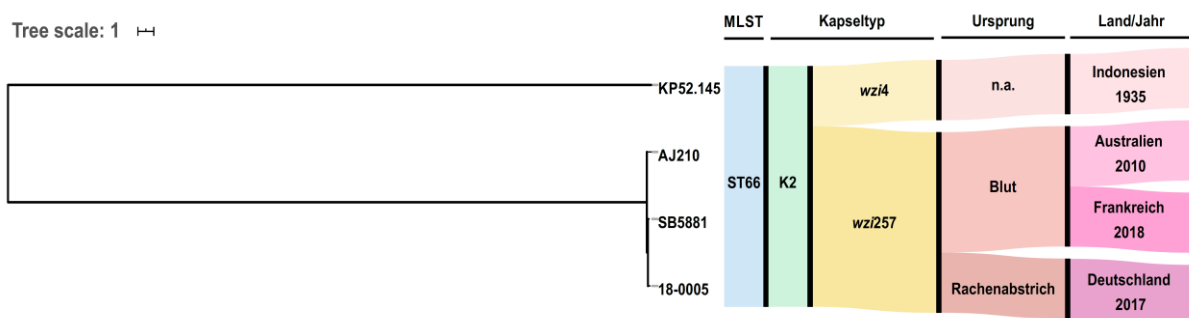 Tree scale: 1
MLST Kapseltyp Ursprung Land/Jahr
KP52.145
AJ210
SB5881
18-0005
ST66
K2
wzi4
wzi257
n.a.
Blut
Rachenabstrich
Indonesien
1935
Australien
2010
Frankreich
2018
Deutschland
2017